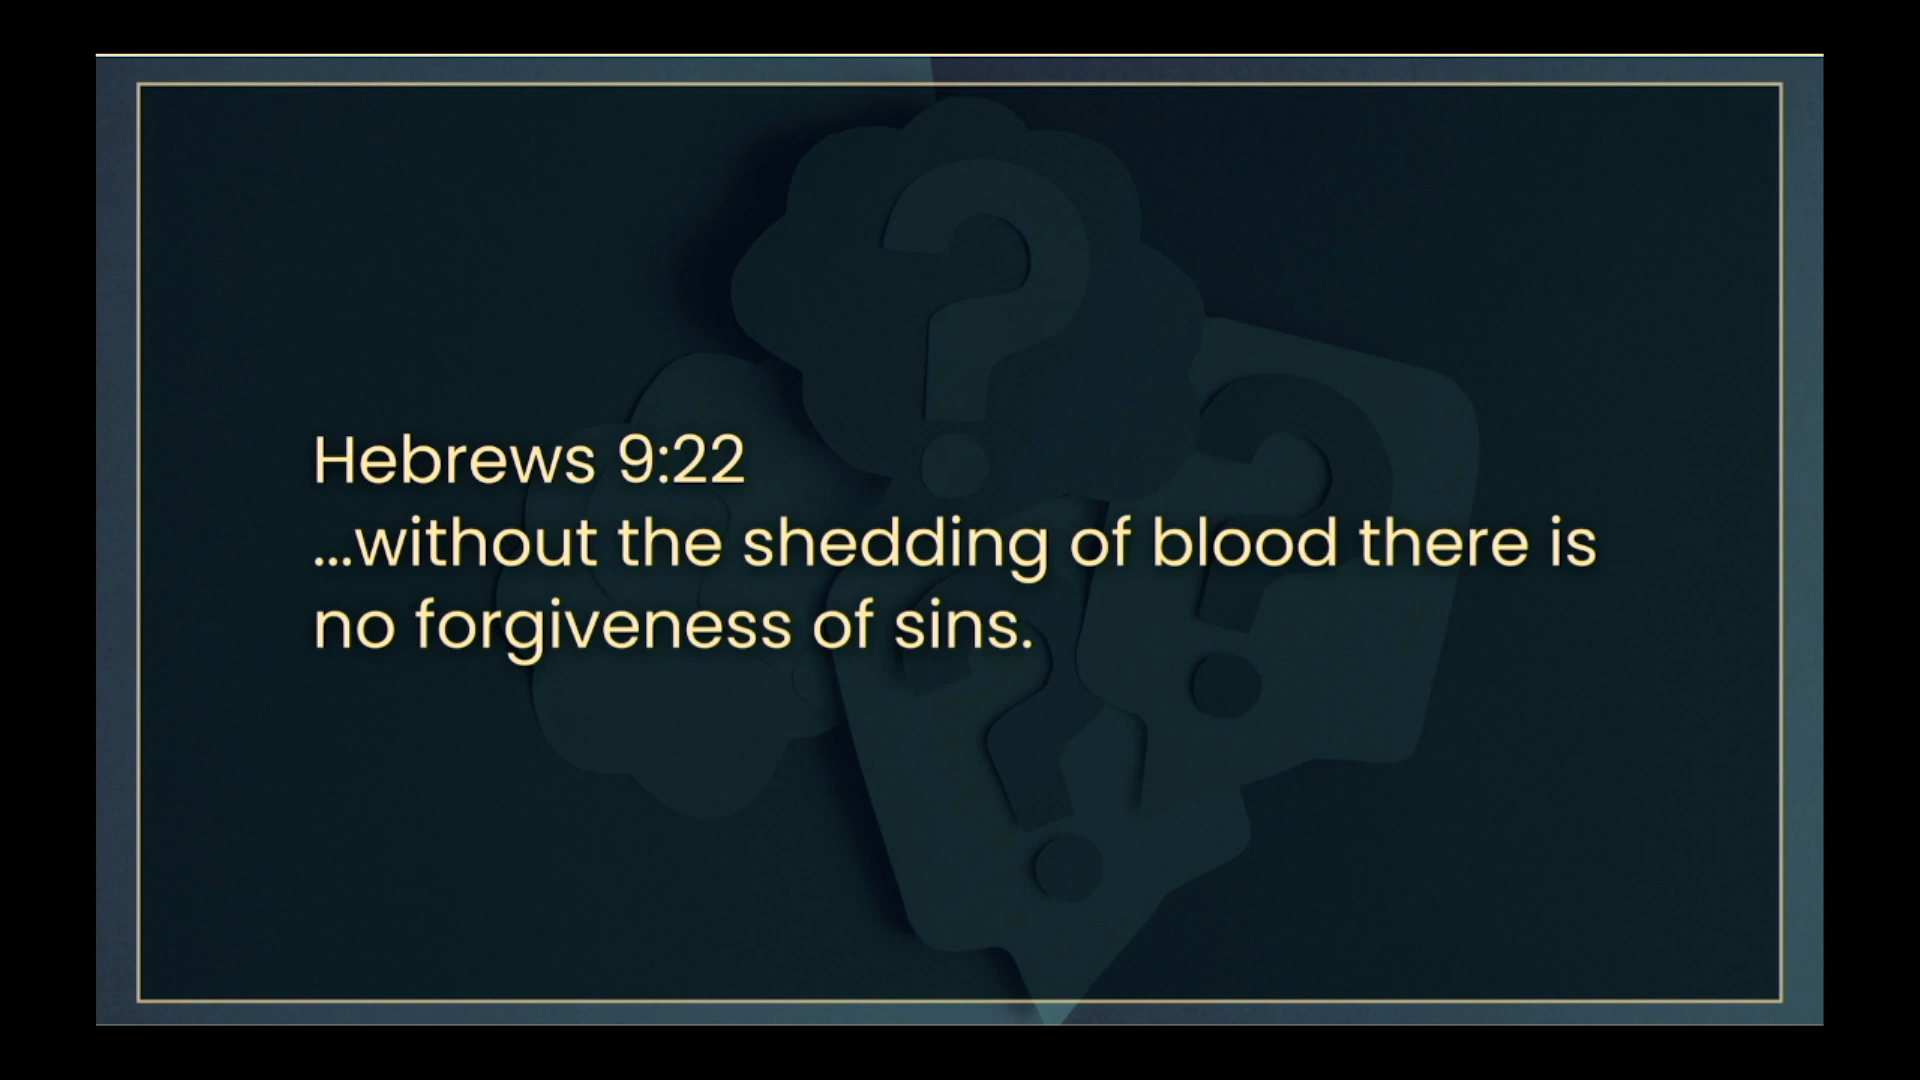 Hebrews 9:22
...without the shedding of blood there is
no forgiveness of sins.